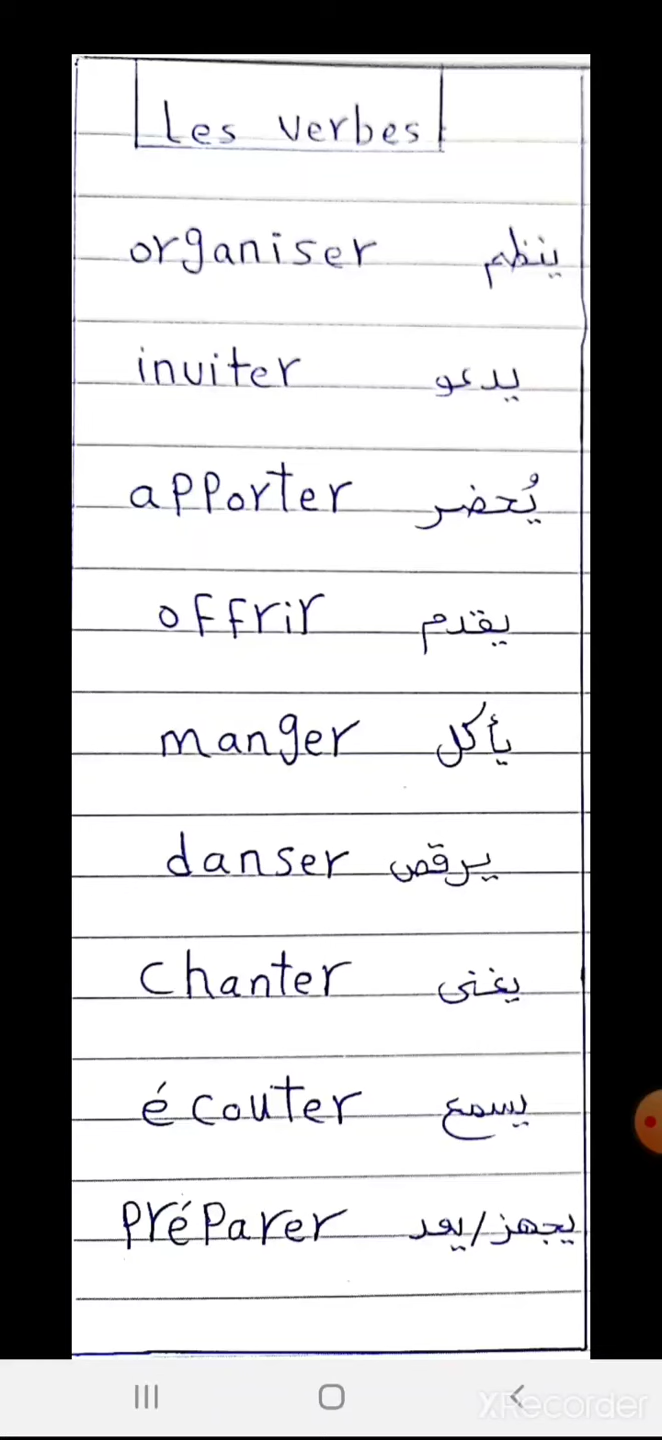 Les verbes
organiser ينظم
inviter يدعو
apporter يُحضر
offrir يقدم
manger يأكل
danser يرقص
chanter يغنى
écouter يسمع
préparer يجهز/يعد
XRecorder